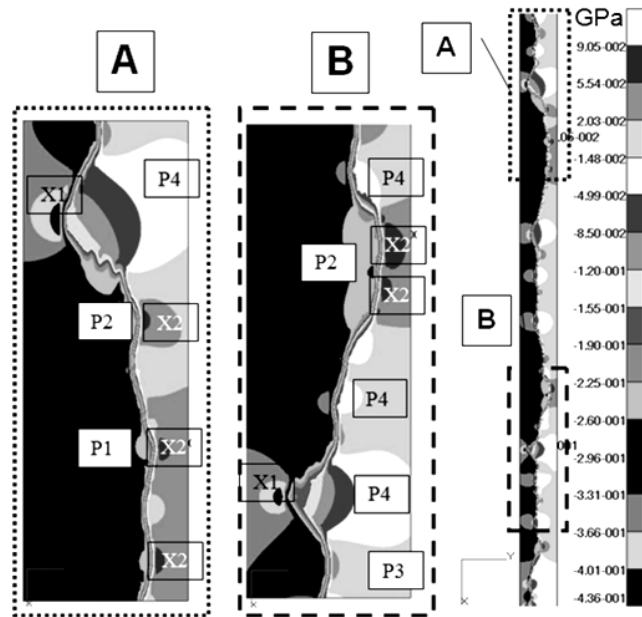 A
B
GPa
A
B
X1
P4
P2
X2
P1
X2
X2
P4
X2
P2
X2
P4
X1
P4
P3
9.05-002
5.54-002
2.03-002
-1.48-002
-4.99-002
-8.50-002
-1.20-001
-1.55-001
-1.90-001
-2.25-001
-2.60-001
-2.96-001
-3.31-001
-3.66-001
-4.01-001
-4.36-001
001
Y
X
X
X